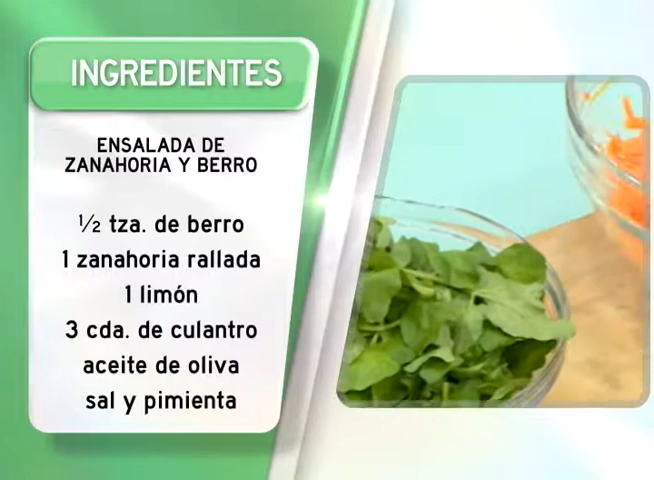 INGREDIENTES
ENSALADA DE
ZANAHORIA Y BERRO
½ tza. de berro
1 zanahoria rallada
1 limón
3 cda. de culantro
aceite de oliva
sal y pimienta